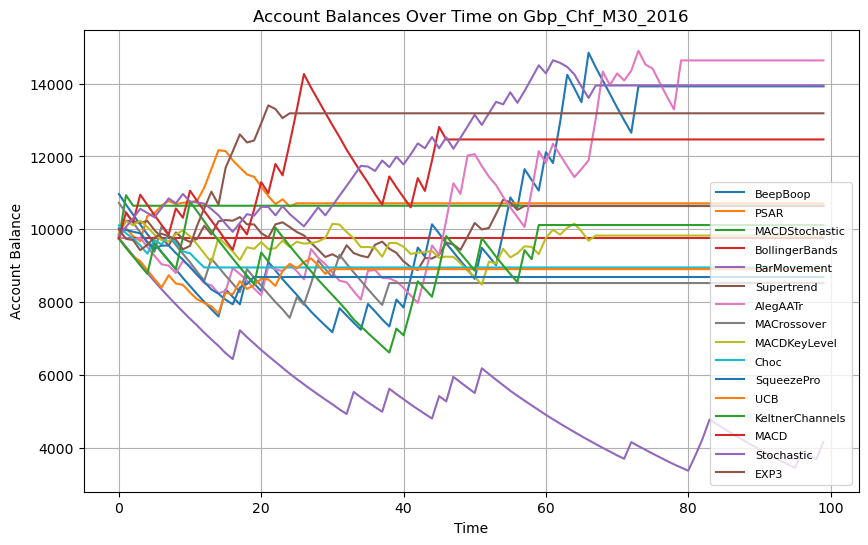 Account Balances Over Time on Gbp_Chf_M30_2016
Account Balance
14000
12000
10000
8000
6000
4000
0
20
40
60
80
100
Time
BeepBoop
PSAR
MACDStochastic
BollingerBands
BarMovement
Supertrend
AlegAATr
MACrossover
MACDKeyLevel
Choc
SqueezePro
UCB
KeltnerChannels
MACD
Stochastic
EXP3